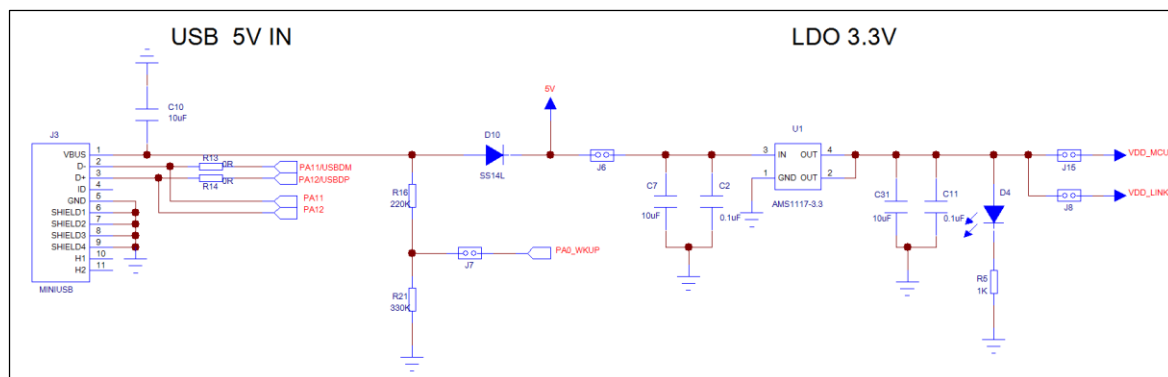 USB 5V IN
LDO 3.3V
C10
10uF
5V
J3
D10
SS14L
U1
VBUS 1
D- 2
D+ 3
ID 4
GND 5
SHIELD1 6
SHIELD2 7
SHIELD3 8
SHIELD4 9
H1 10
H2 11
MINIUSB
R13
0R
R14
0R
PA11/USBDM
PA12/USBDP
PA11
PA12
R16
220K
J7
PA0_WKUP
R21
330K
J6
C7
10uF
C2
0.1uF
3 IN OUT 4
1 GND OUT 2
AMS1117-3.3
C31
10uF
C11
0.1uF
D4
R5
1K
J15
VDD_MCU
J8
VDD_LINK